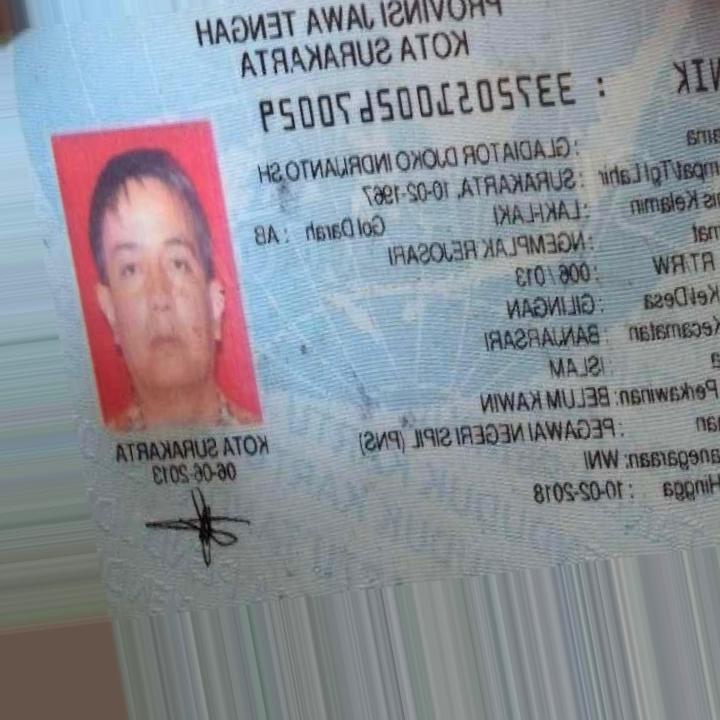 PROVINSI JAWA TENGAH
KOTA SURAKARTA
NIK : 3372051002670059
ama : GLADIATOR DJOKO INDRIJANTO SH
mpat/Tgl Lahir : SURAKARTA, 10-02-1967
nis Kelamin : LAKI-LAKI Gol Darah : AB
mat : NGEMPLAK REJOSARI
RT/RW : 006/013
Kel/Desa : GILINGAN
Kecamatan : BANJARSARI
a : ISLAM
Perkawinan: BELUM KAWIN
an : PEGAWAI NEGERI SIPIL (PNS)
anegaraan: WNI
Hingga : 10-02-2018
KOTA SURAKARTA
06-06-2013